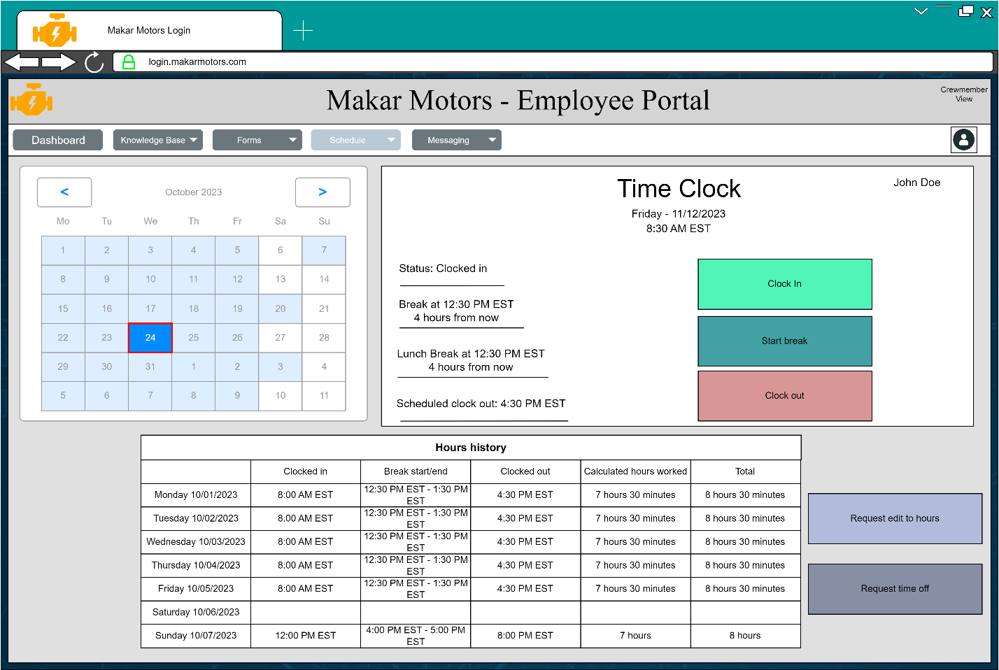 Makar Motors Login
login.makarmotors.com
Makar Motors - Employee Portal
Crewmember
View
Dashboard
Knowledge Base
Forms
Schedule
Messaging
<
October 2023
>
Mo Tu We Th Fr Sa Su
1 2 3 4 5 6 7
8 9 10 11 12 13 14
15 16 17 18 19 20 21
22 23 24 25 26 27 28
29 30 31 1 2 3 4
5 6 7 8 9 10 11
Time Clock
John Doe
Friday - 11/12/2023
8:30 AM EST
Status: Clocked in
Break at 12:30 PM EST
4 hours from now
Lunch Break at 12:30 PM EST
4 hours from now
Scheduled clock out: 4:30 PM EST
Clock In
Start break
Clock out
Hours history
Clocked in Break start/end Clocked out Calculated hours worked Total
Monday 10/01/2023 8:00 AM EST 12:30 PM EST - 1:30 PM EST 4:30 PM EST 7 hours 30 minutes 8 hours 30 minutes
Tuesday 10/02/2023 8:00 AM EST 12:30 PM EST - 1:30 PM EST 4:30 PM EST 7 hours 30 minutes 8 hours 30 minutes
Wednesday 10/03/2023 8:00 AM EST 12:30 PM EST - 1:30 PM EST 4:30 PM EST 7 hours 30 minutes 8 hours 30 minutes
Thursday 10/04/2023 8:00 AM EST 12:30 PM EST - 1:30 PM EST 4:30 PM EST 7 hours 30 minutes 8 hours 30 minutes
Friday 10/05/2023 8:00 AM EST 12:30 PM EST - 1:30 PM EST 4:30 PM EST 7 hours 30 minutes 8 hours 30 minutes
Saturday 10/06/2023
Sunday 10/07/2023 12:00 PM EST 4:00 PM EST - 5:00 PM EST 8:00 PM EST 7 hours 8 hours
Request edit to hours
Request time off